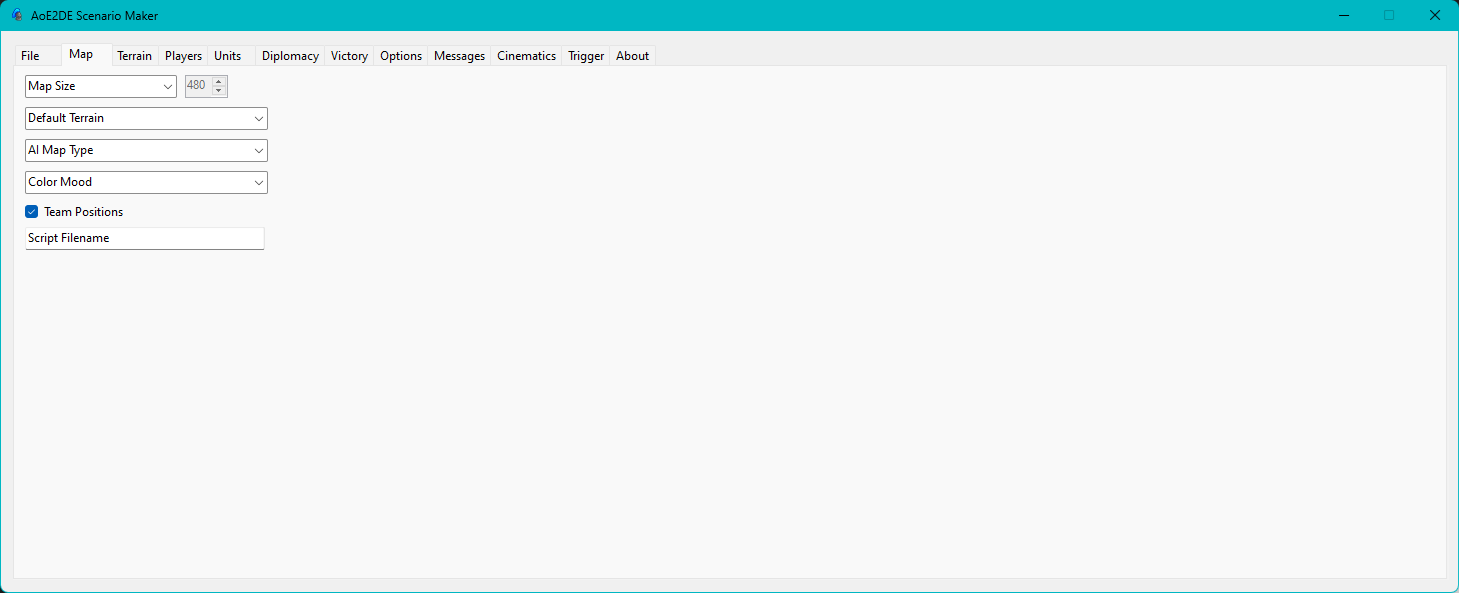 AoE2DE Scenario Maker
File Map Terrain Players Units Diplomacy Victory Options Messages Cinematics Trigger About
Map Size 480
Default Terrain
AI Map Type
Color Mood
Team Positions
Script Filename